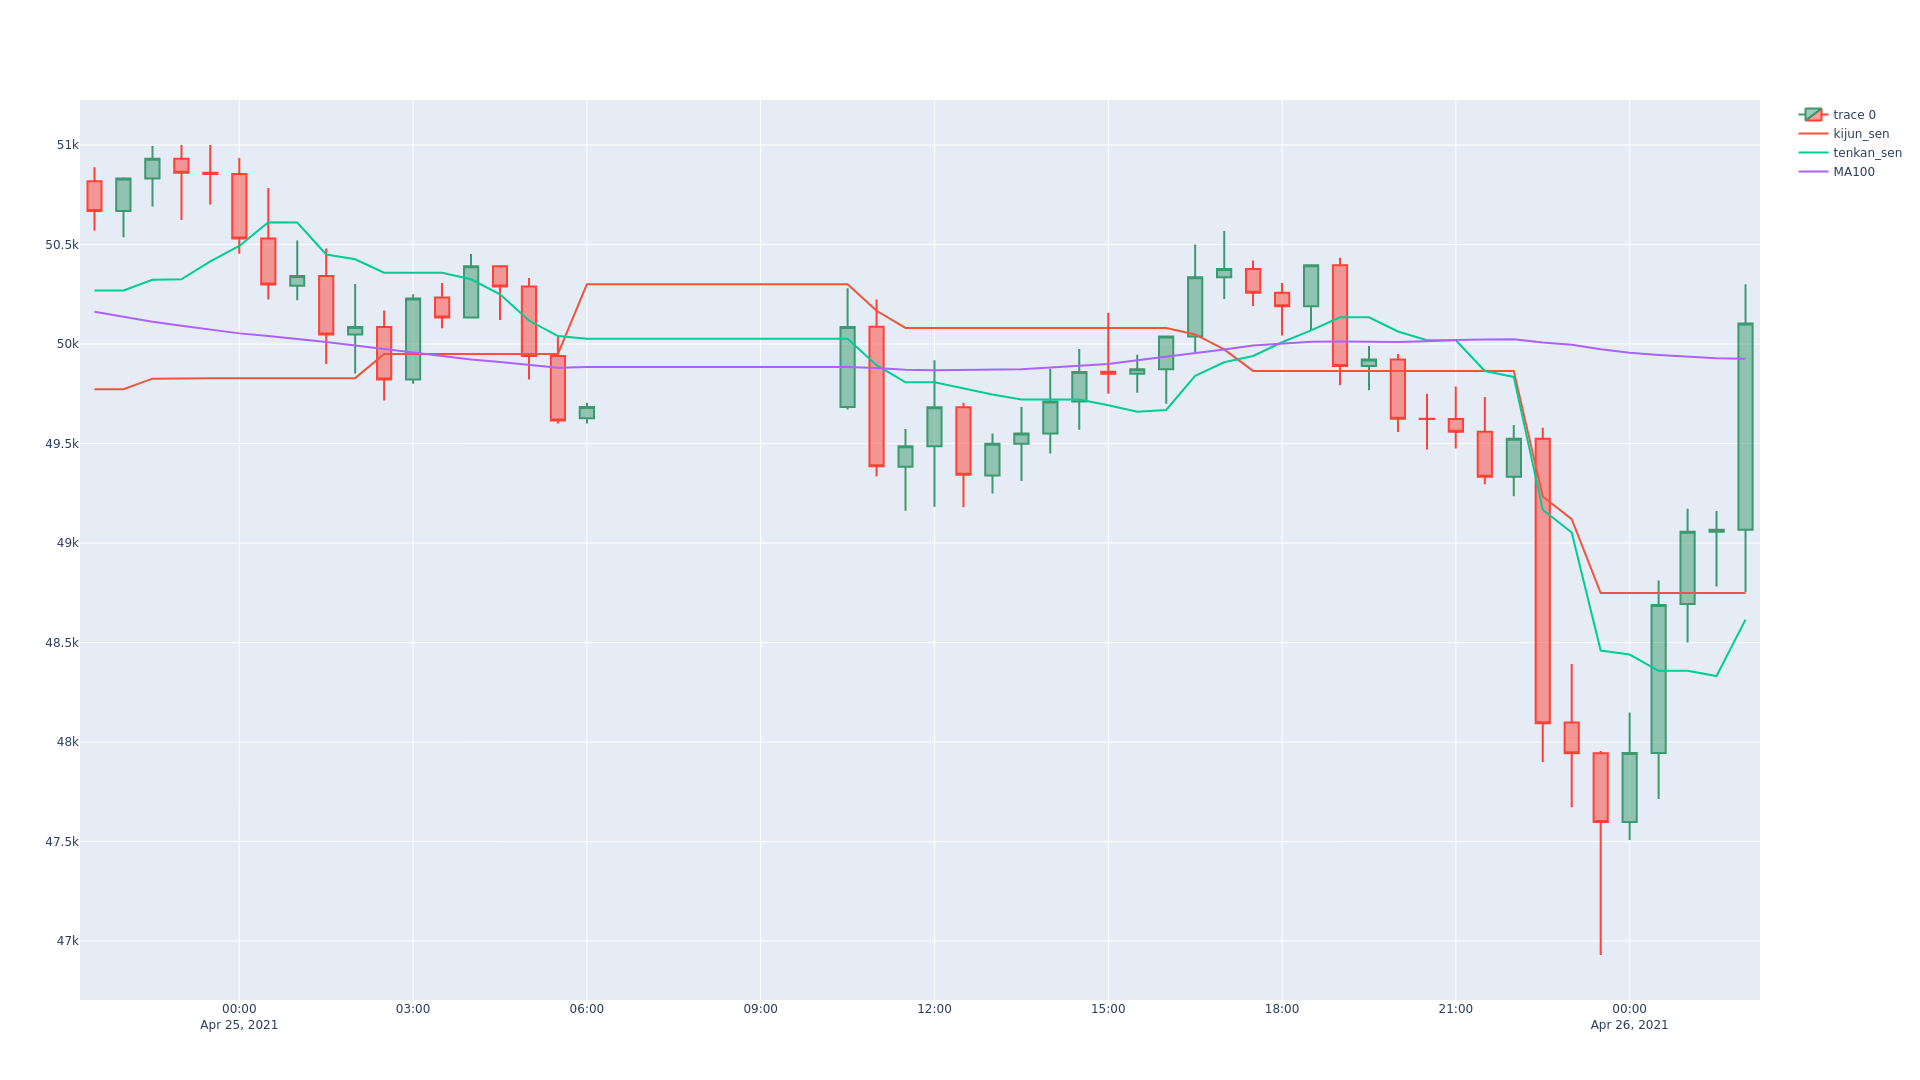 trace 0
kijun_sen
tenkan_sen
MA100
51k
50.5k
50k
49.5k
49k
48.5k
48k
47.5k
47k
00:00 03:00 06:00 09:00 12:00 15:00 18:00 21:00 00:00
Apr 25, 2021 Apr 26, 2021